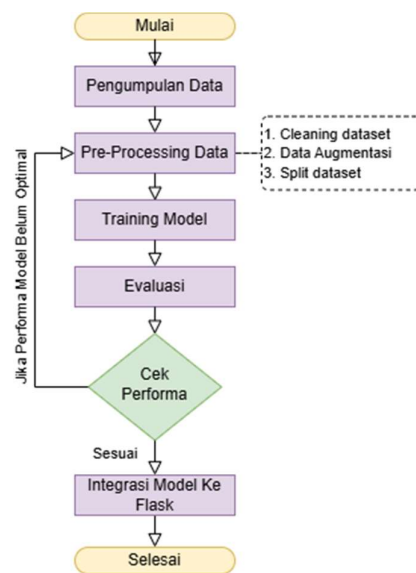 Mulai
Pengumpulan Data
Pre-Processing Data
1. Cleaning dataset
2. Data Augmentasi
3. Split dataset
Training Model
Evaluasi
Jika Performa Model Belum Optimal
Cek
Performa
Sesuai
Integrasi Model Ke
Flask
Selesai